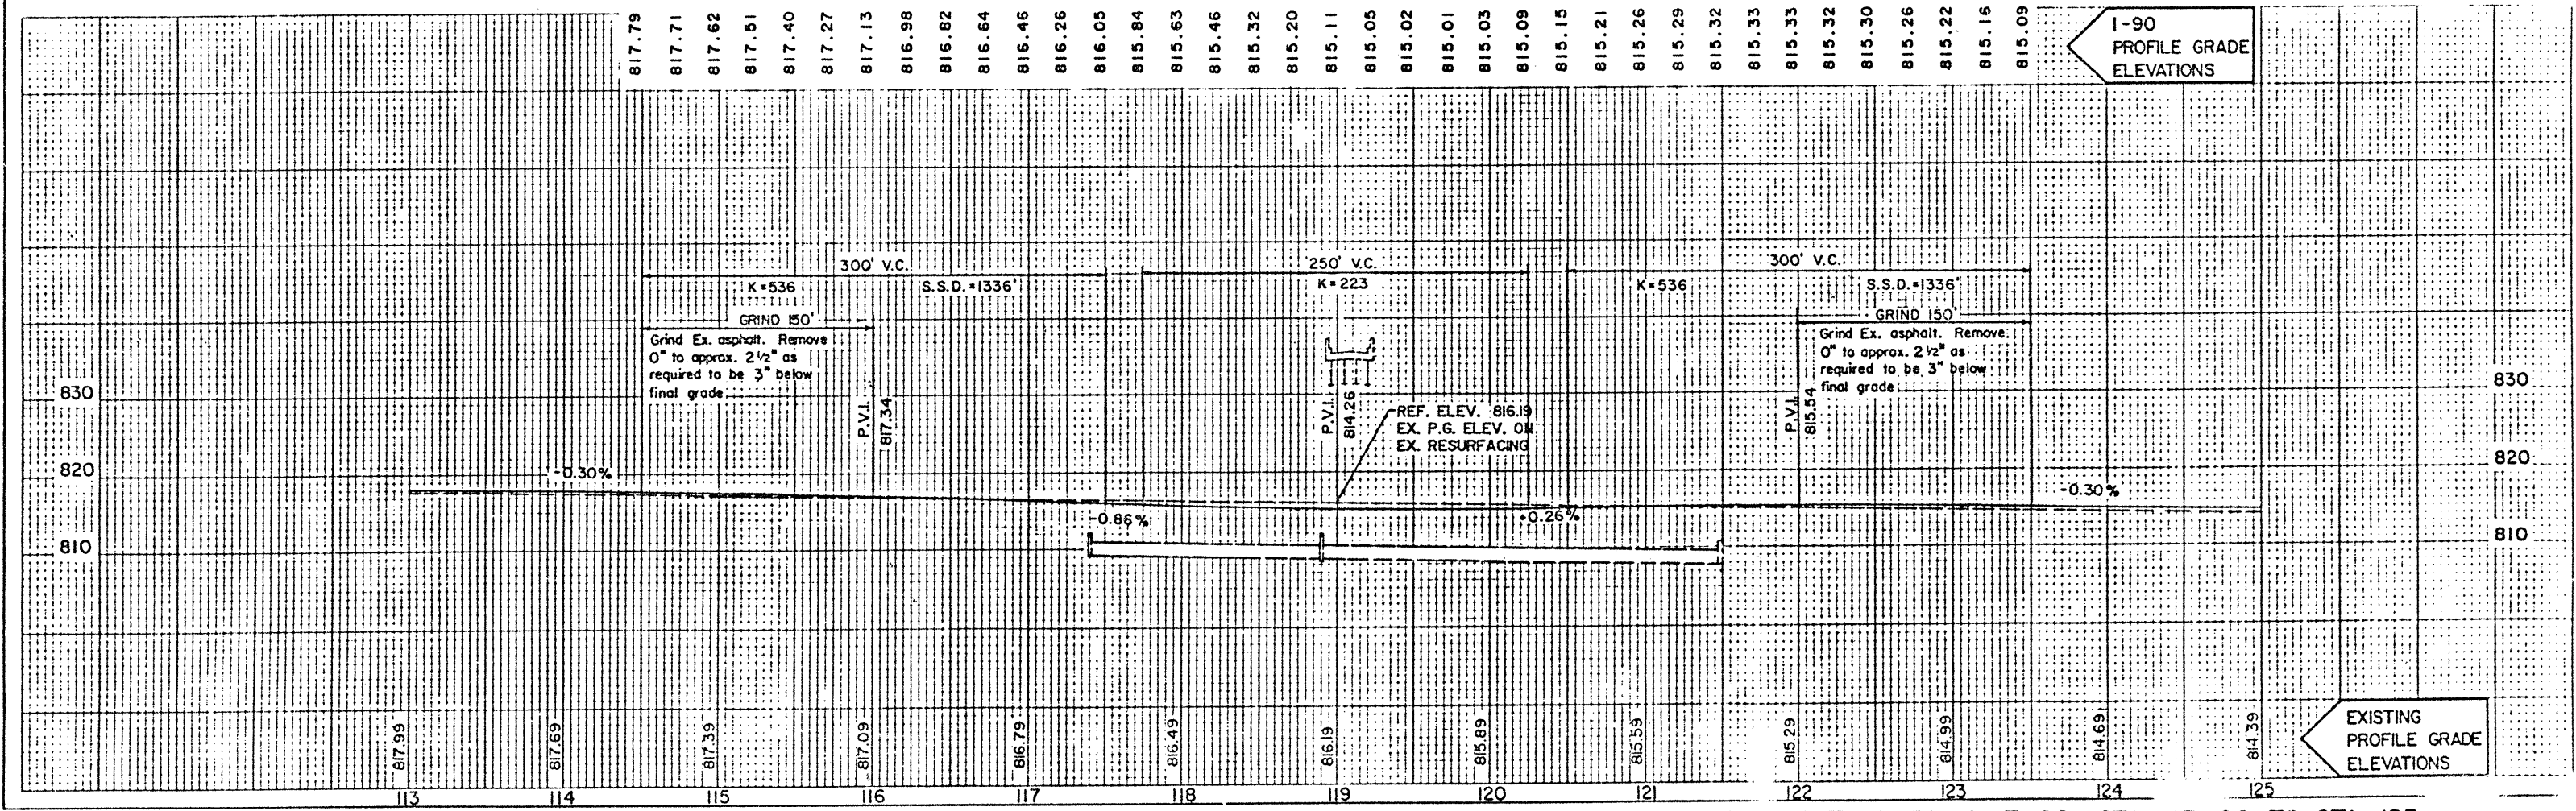 817.79 817.71 817.62 817.51 817.40 817.27 817.13 816.98 816.82 816.64 816.46 816.26 816.05 815.84 815.63 815.46 815.32 815.20 815.11 815.05 815.02 815.01 815.03 815.09 815.15 815.21 815.26 815.29 815.32 815.33 815.33 815.32 815.30 815.26 815.22 815.16 815.09
I-90
PROFILE GRADE
ELEVATIONS
300' V.C.
K=536 S.S.D.=1336'
GRIND 150'
Grind Ex. asphalt. Remove
0" to approx. 2 1/2" as
required to be 3" below
final grade
P.V.I.
817.34
250' V.C.
K=223
P.V.I.
814.26
REF. ELEV. 816.19
EX. P.G. ELEV. ON
EX. RESURFACING
300' V.C.
K=536 S.S.D.=1336'
GRIND 150'
Grind Ex. asphalt. Remove
0" to approx. 2 1/2" as
required to be 3" below
final grade
P.V.I.
815.54
830 830
820 820
810 810
-0.30%
-0.86%
+0.26%
-0.30%
817.99 817.69 817.39 817.09 816.79 816.49 816.19 815.89 815.59 815.29 814.99 814.69 814.39
EXISTING
PROFILE GRADE
ELEVATIONS
113 114 115 116 117 118 119 120 121 122 123 124 125